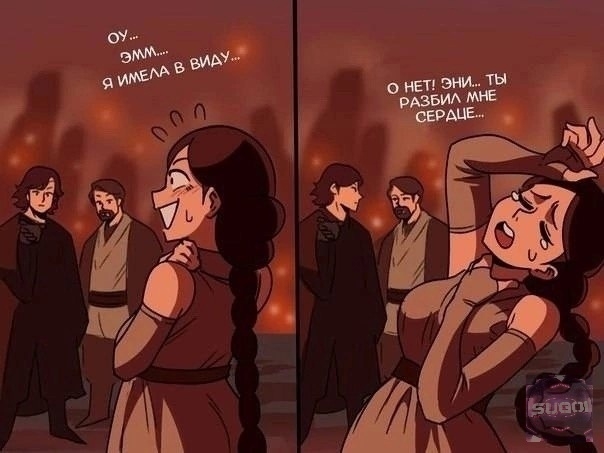 ОУ...
ЭММ....
Я ИМЕЛА В ВИДУ...
О НЕТ! ЭНИ... ТЫ
РАЗБИЛ МНЕ
СЕРДЦЕ...
SUGOI